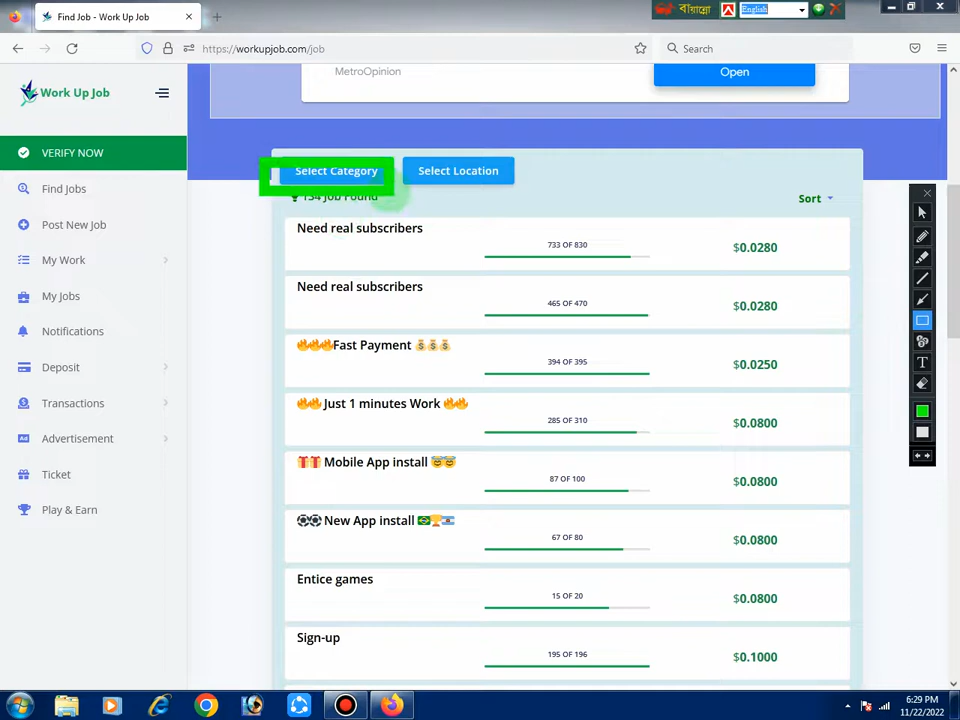 Find Job - Work Up Job
বায়ান্নো
English
https://workupjob.com/job
Search
Work Up Job
MetroOpinion
Open
VERIFY NOW
Find Jobs
Post New Job
My Work
My Jobs
Notifications
Deposit
Transactions
Advertisement
Ticket
Play & Earn
Select Category
Select Location
134 Job Found
Sort
Need real subscribers
733 OF 830
$0.0280
Need real subscribers
465 OF 470
$0.0280
🔥🔥🔥Fast Payment 💰💰💰
394 OF 395
$0.0250
🔥🔥 Just 1 minutes Work 🔥🔥
285 OF 310
$0.0800
🎁🎁 Mobile App install 😇😇
87 OF 100
$0.0800
⚽⚽ New App install 🇧🇷🏆🇦🇷
67 OF 80
$0.0800
Entice games
15 OF 20
$0.0800
Sign-up
195 OF 196
$0.1000
T
6:29 PM
11/22/2022